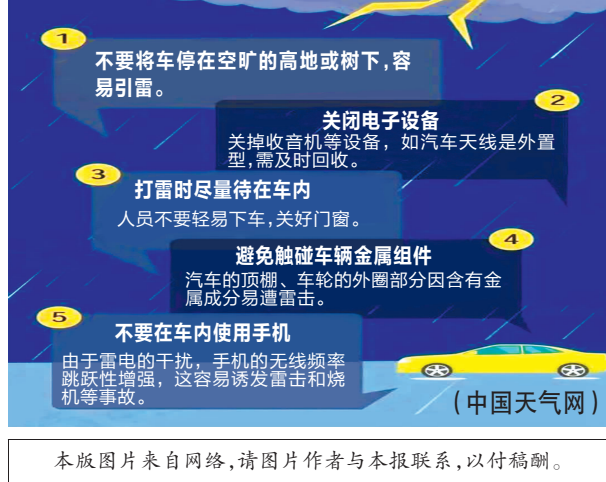 1
不要将车停在空旷的高地或树下,容
易引雷。
2
关闭电子设备
关掉收音机等设备，如汽车天线是外置
型,需及时回收。
3
打雷时尽量待在车内
人员不要轻易下车,关好门窗。
4
避免触碰车辆金属组件
汽车的顶棚、车轮的外圈部分因含有金
属成分易遭雷击。
5
不要在车内使用手机
由于雷电的干扰，手机的无线频率
跳跃性增强，这容易诱发雷击和烧
机等事故。
(中国天气网)
本版图片来自网络,请图片作者与本报联系,以付稿酬。